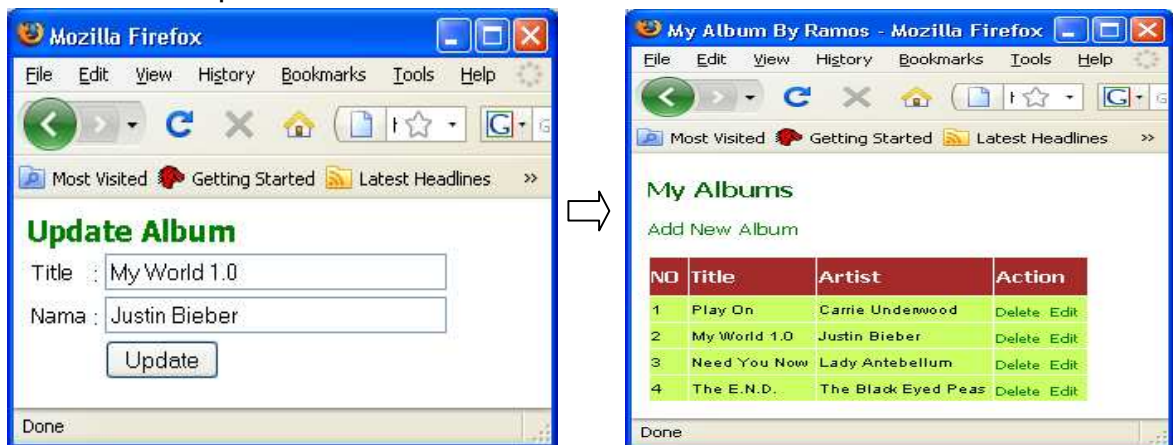 Mozilla Firefox
File Edit View History Bookmarks Tools Help
Most Visited Getting Started Latest Headlines »
Update Album
Title : My World 1.0
Nama : Justin Bieber
Update
Done
My Album By Ramos - Mozilla Firefox
File Edit View History Bookmarks Tools Help
Most Visited Getting Started Latest Headlines »
My Albums
Add New Album
NO Title Artist Action
1 Play On Carrie Underwood Delete Edit
2 My World 1.0 Justin Bieber Delete Edit
3 Need You Now Lady Antebellum Delete Edit
4 The E.N.D. The Black Eyed Peas Delete Edit
Done